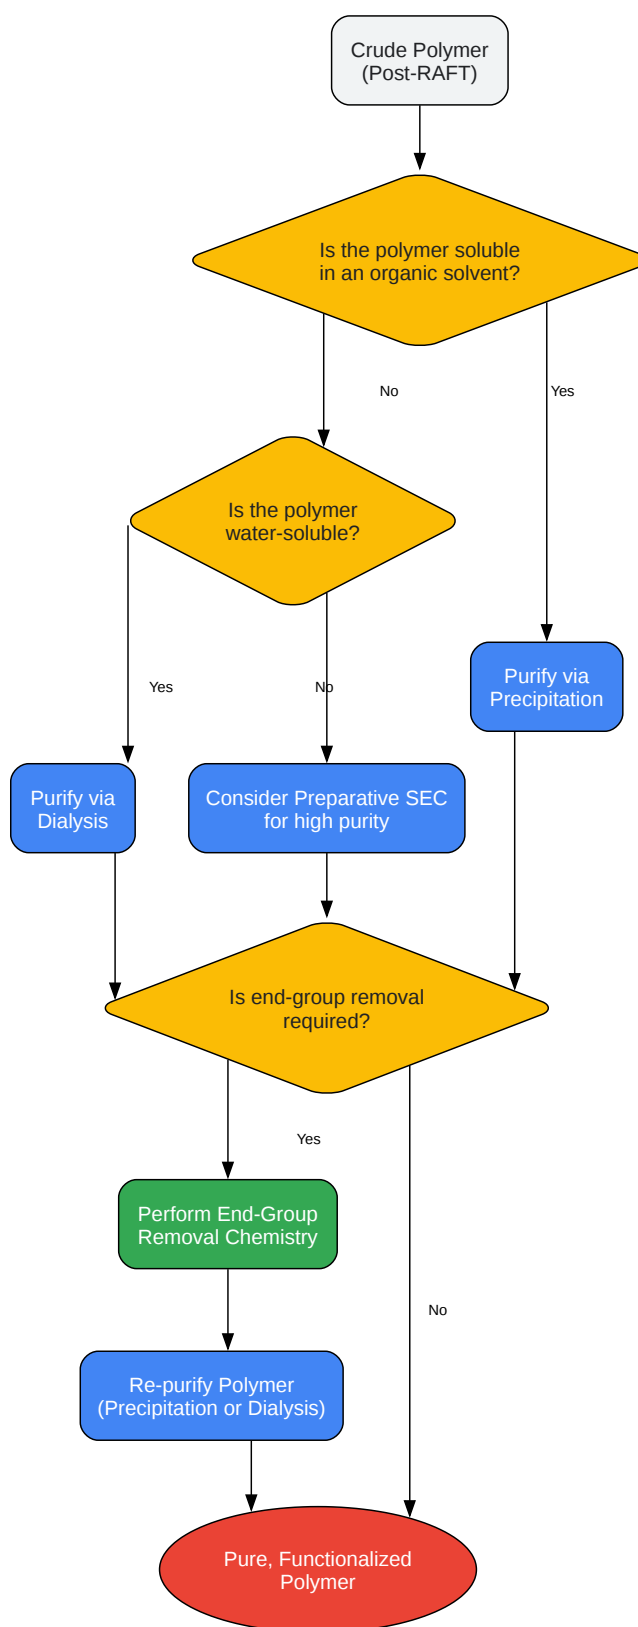 Crude Polymer
(Post-RAFT)
Is the polymer soluble
in an organic solvent?
No
Yes
Is the polymer
water-soluble?
Yes
No
Purify via
Precipitation
Purify via
Dialysis
Consider Preparative SEC
for high purity
Is end-group removal
required?
Yes
Perform End-Group
Removal Chemistry
No
Re-purify Polymer
(Precipitation or Dialysis)
Pure, Functionalized
Polymer